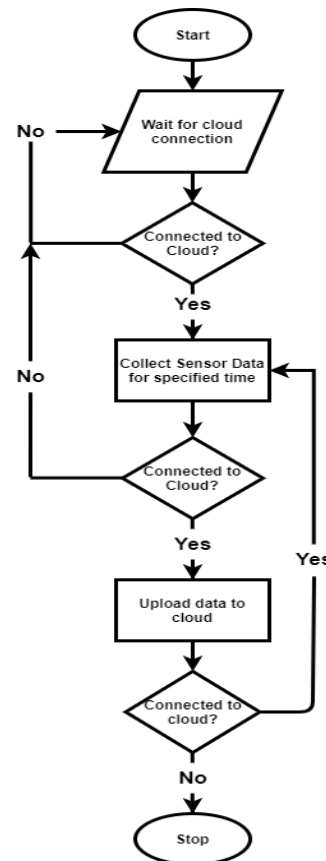 Start
No
Wait for cloud
connection
Connected to
Cloud?
Yes
No
Collect Sensor Data
for specified time
Connected to
Cloud?
Yes
Yes
Upload data to
cloud
Connected to
cloud?
No
Stop